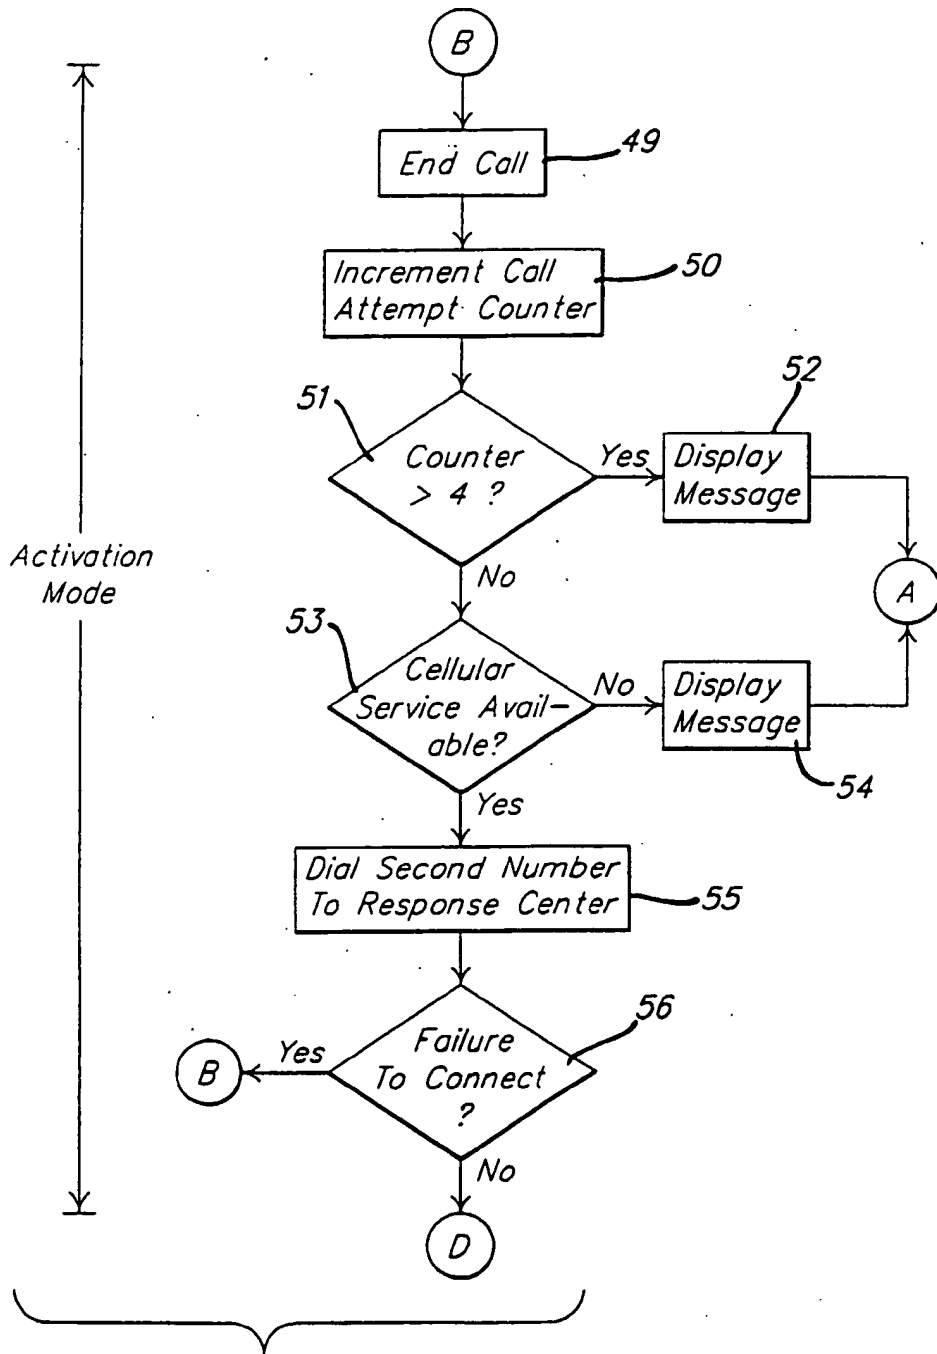 B
End Call
49
Increment Call
Attempt Counter
50
51
Counter
> 4 ?
Yes
52
Display
Message
Activation
Mode
No
A
53
Cellular
Service Avail-
able?
No
Display
Message
54
Yes
Dial Second Number
To Response Center
55
56
Failure
To Connect
?
Yes
B
No
D